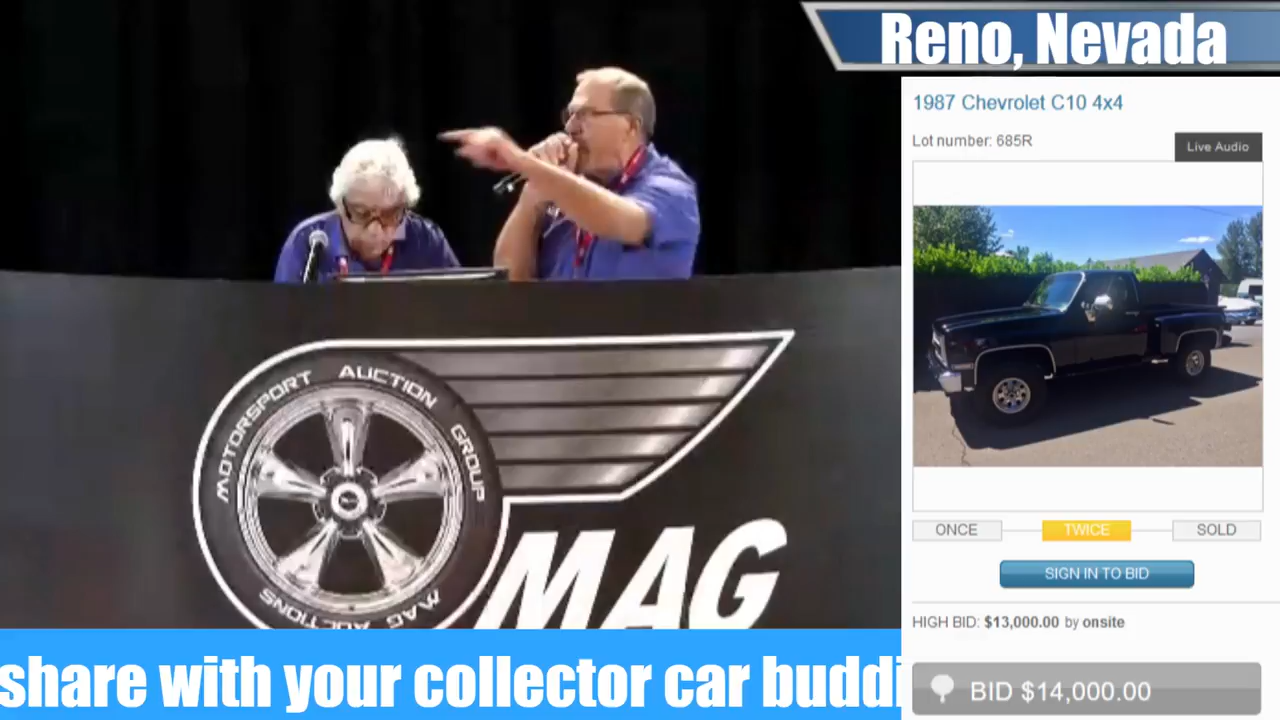 Reno, Nevada
1987 Chevrolet C10 4x4
Lot number: 685R
Live Audio
ONCE
TWICE
SOLD
SIGN IN TO BID
HIGH BID: $13,000.00 by onsite
BID $14,000.00
MOTORSPORT AUCTION GROUP
MAG AUCTIONS
MAG
share with your collector car buddi